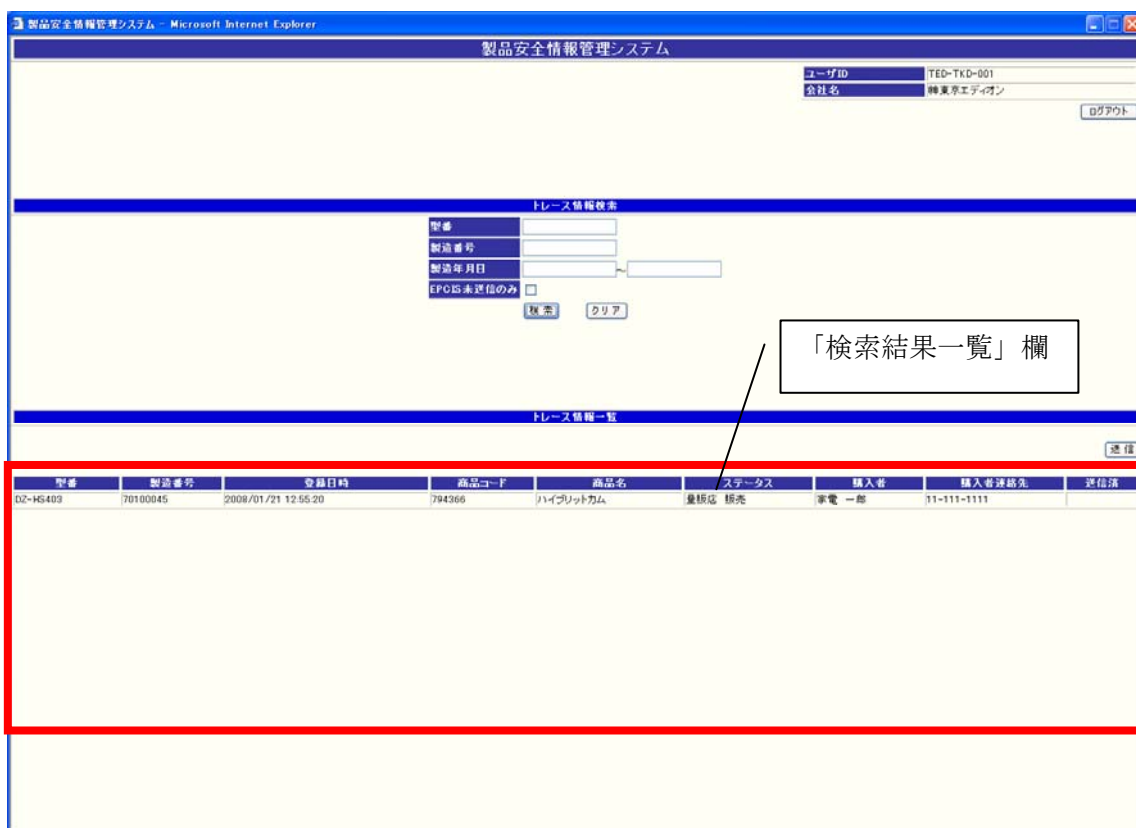 製品安全情報管理システム - Microsoft Internet Explorer
製品安全情報管理システム
ユーザID TED-TKD-001
会社名 ㈱東京エディオン
ログアウト
トレース情報検索
型番
製造番号
製造年月日 ～
EPCIS未送信のみ
検索 クリア
「検索結果一覧」欄
トレース情報一覧
送信
型番 製造番号 登録日時 商品コード 商品名 ステータス 購入者 購入者連絡先 送信済
DZ-HS403 70100045 2008/01/21 12:55:20 794366 ハイブリットカム 量販店 販売 家電 一郎 11-111-1111